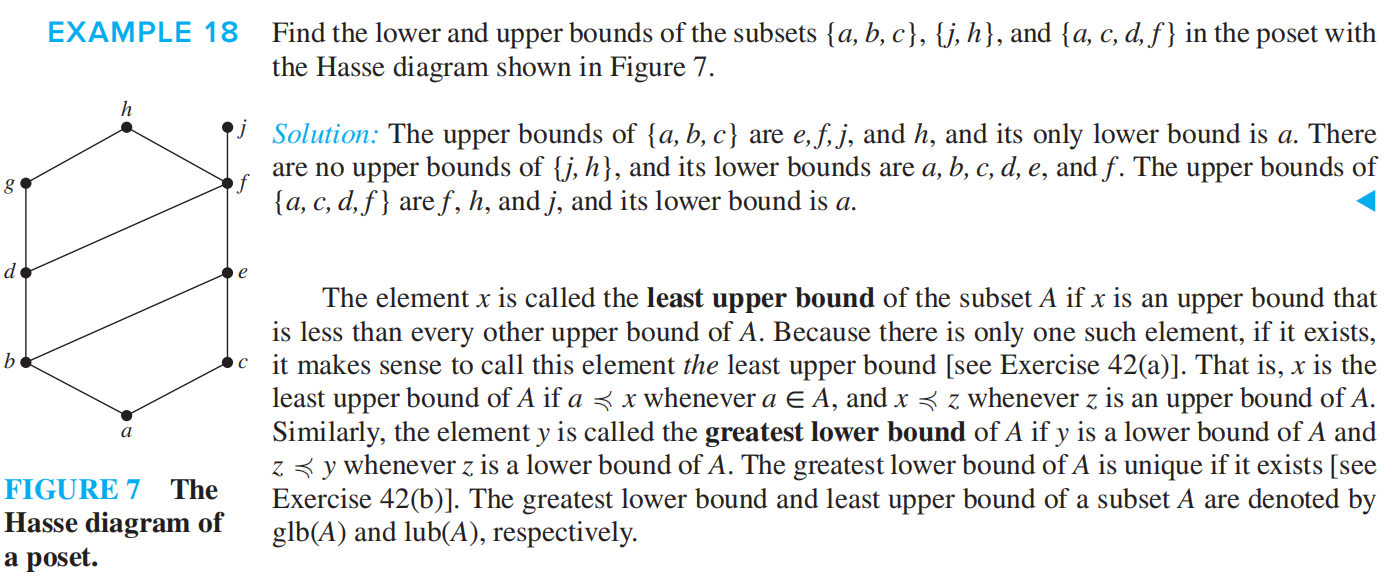 EXAMPLE 18 Find the lower and upper bounds of the subsets {a, b, c}, {j, h}, and {a, c, d, f} in the poset with
the Hasse diagram shown in Figure 7.
h
j
g
f
d
e
b
c
a
FIGURE 7 The
Hasse diagram of
a poset.
Solution: The upper bounds of {a, b, c} are e, f, j, and h, and its only lower bound is a. There
are no upper bounds of {j, h}, and its lower bounds are a, b, c, d, e, and f. The upper bounds of
{a, c, d, f} are f, h, and j, and its lower bound is a.
The element x is called the least upper bound of the subset A if x is an upper bound that
is less than every other upper bound of A. Because there is only one such element, if it exists,
it makes sense to call this element the least upper bound [see Exercise 42(a)]. That is, x is the
least upper bound of A if a ≼ x whenever a ∈ A, and x ≼ z whenever z is an upper bound of A.
Similarly, the element y is called the greatest lower bound of A if y is a lower bound of A and
z ≼ y whenever z is a lower bound of A. The greatest lower bound of A is unique if it exists [see
Exercise 42(b)]. The greatest lower bound and least upper bound of a subset A are denoted by
glb(A) and lub(A), respectively.